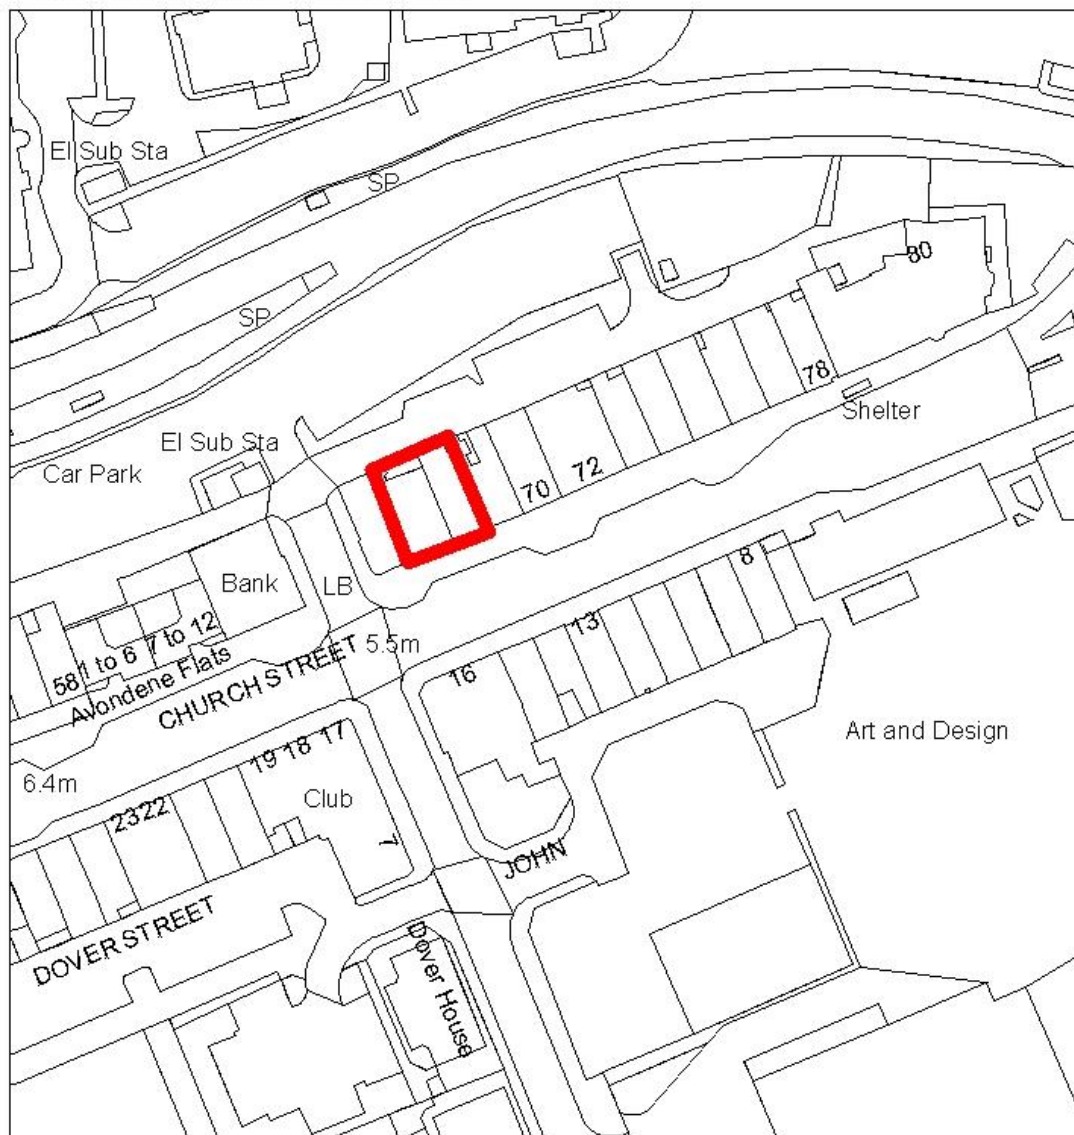 El Sub Sta
SP
80
SP
78
Shelter
El Sub Sta
Car Park
70
72
Bank
LB
8
13
5.5m
16
58
1 to 6
7 to 12
Avondene Flats
CHURCH STREET
Art and Design
6.4m
19 18 17
Club
2322
7
JOHN
DOVER STREET
Dover House